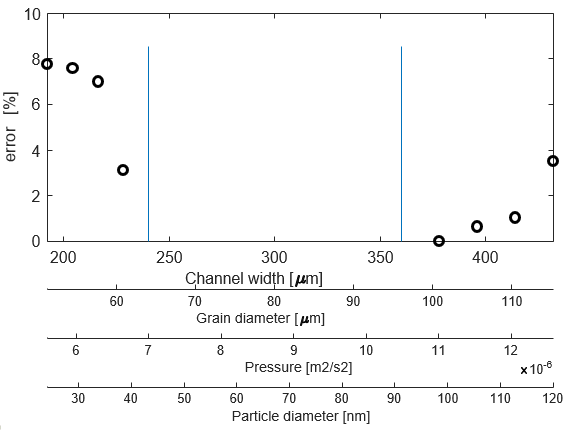 10
8
6
4
2
0
error [%]
200 250 300 350 400
Channel width [μm]
60 70 80 90 100 110
Grain diameter [μm]
6 7 8 9 10 11 12
Pressure [m2/s2] ×10-6
30 40 50 60 70 80 90 100 110 120
Particle diameter [nm]